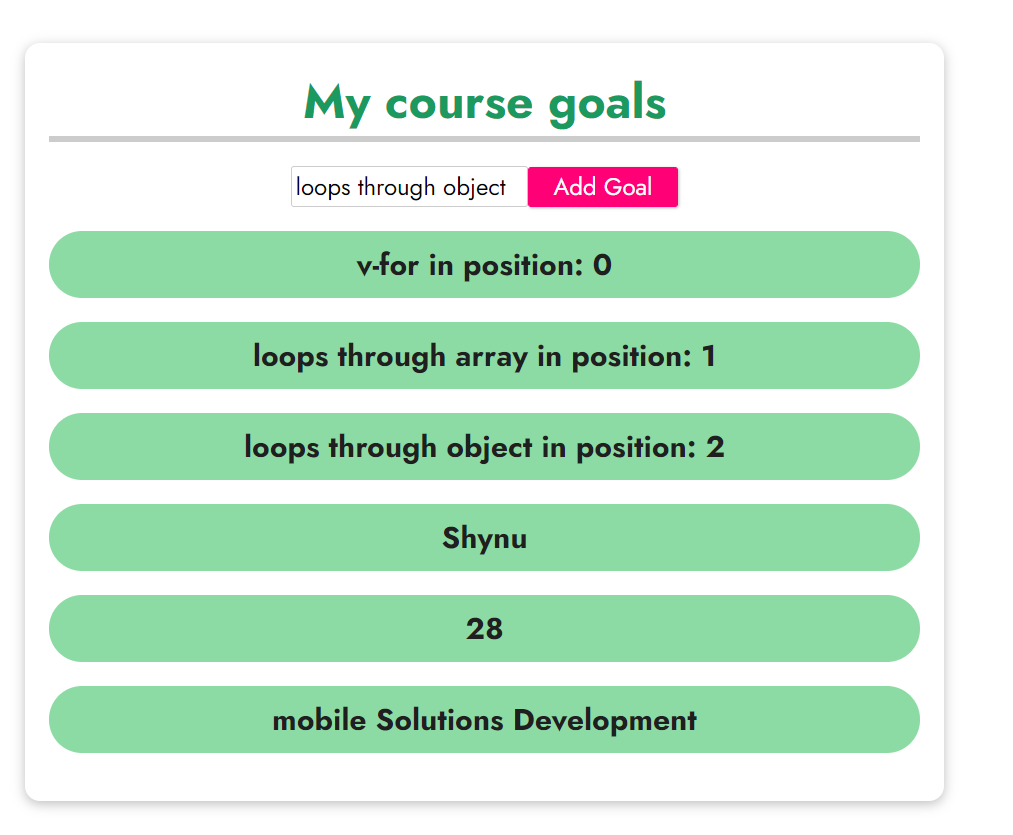 My course goals
loops through object Add Goal
v-for in position: 0
loops through array in position: 1
loops through object in position: 2
Shynu
28
mobile Solutions Development